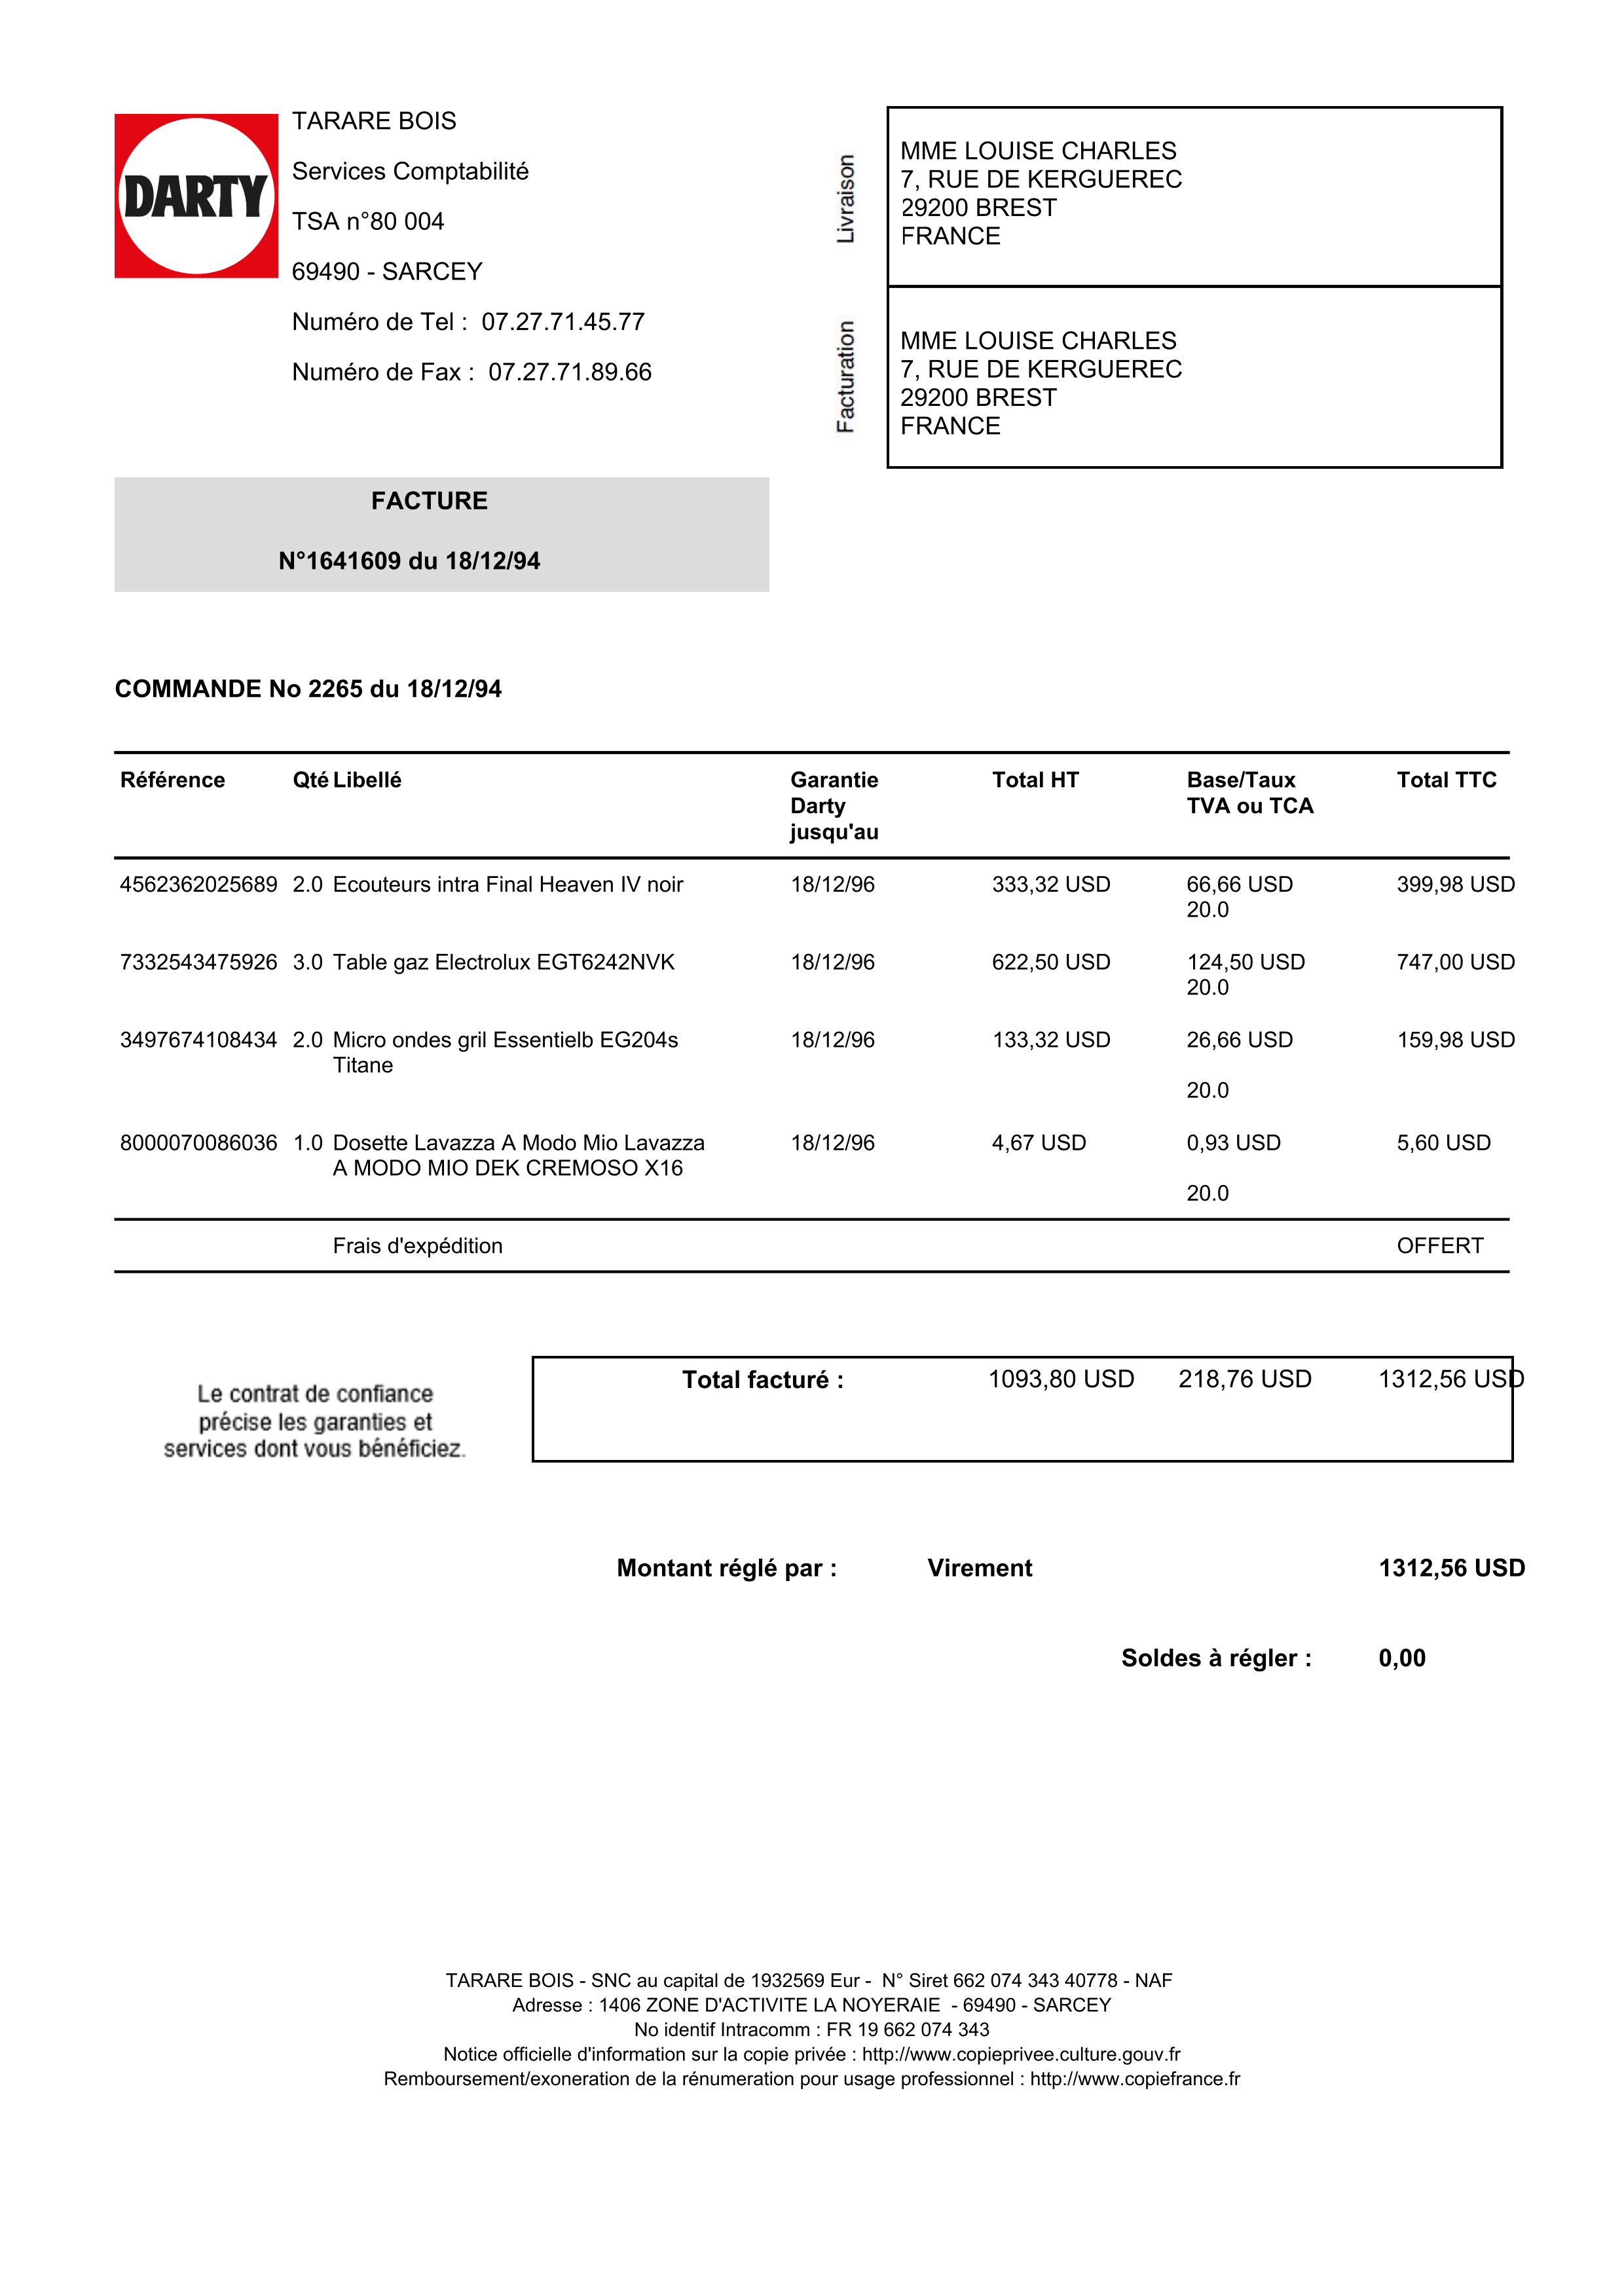 DARTY
TARARE BOIS
Services Comptabilité
TSA n°80 004
69490 - SARCEY
Numéro de Tel : 07.27.71.45.77
Numéro de Fax : 07.27.71.89.66
Livraison
MME LOUISE CHARLES
7, RUE DE KERGUEREC
29200 BREST
FRANCE
Facturation
MME LOUISE CHARLES
7, RUE DE KERGUEREC
29200 BREST
FRANCE
FACTURE
N°1641609 du 18/12/94
COMMANDE No 2265 du 18/12/94
Référence Qté Libellé Garantie Total HT Base/Taux Total TTC
Darty TVA ou TCA
jusqu'au
4562362025689 2.0 Ecouteurs intra Final Heaven IV noir 18/12/96 333,32 USD 66,66 USD 399,98 USD
20.0
7332543475926 3.0 Table gaz Electrolux EGT6242NVK 18/12/96 622,50 USD 124,50 USD 747,00 USD
20.0
3497674108434 2.0 Micro ondes gril Essentielb EG204s 18/12/96 133,32 USD 26,66 USD 159,98 USD
Titane
20.0
8000070086036 1.0 Dosette Lavazza A Modo Mio Lavazza 18/12/96 4,67 USD 0,93 USD 5,60 USD
A MODO MIO DEK CREMOSO X16
20.0
Frais d'expédition OFFERT
Le contrat de confiance
précise les garanties et
services dont vous bénéficiez.
Total facturé : 1093,80 USD 218,76 USD 1312,56 USD
Montant réglé par : Virement 1312,56 USD
Soldes à régler : 0,00
TARARE BOIS - SNC au capital de 1932569 Eur - N° Siret 662 074 343 40778 - NAF
Adresse : 1406 ZONE D'ACTIVITE LA NOYERAIE - 69490 - SARCEY
No identif Intracomm : FR 19 662 074 343
Notice officielle d'information sur la copie privée : http://www.copieprivee.culture.gouv.fr
Remboursement/exoneration de la rénumeration pour usage professionnel : http://www.copiefrance.fr